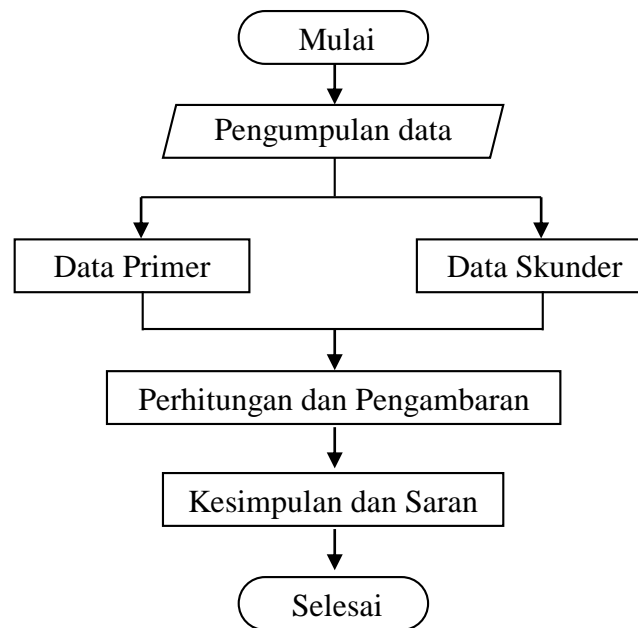 Mulai
Pengumpulan data
Data Primer
Data Skunder
Perhitungan dan Pengambaran
Kesimpulan dan Saran
Selesai